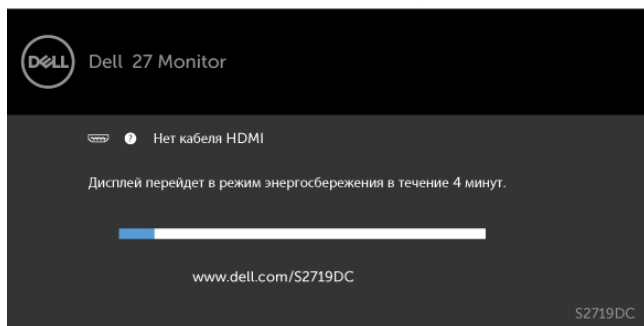 DELL
Dell 27 Monitor
? Нет кабеля HDMI
Дисплей перейдет в режим энергосбережения в течение 4 минут.
www.dell.com/S2719DC
S2719DC